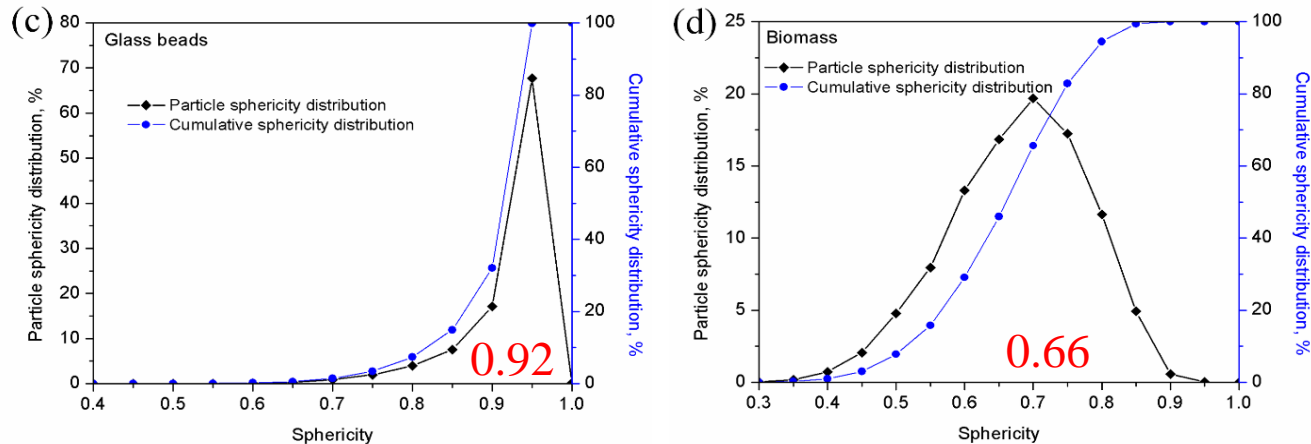 (c)
Glass beads
Particle sphericity distribution
Cumulative sphericity distribution
Particle sphericity distribution, %
80
70
60
50
40
30
20
10
0
Cumulative sphericity distribution, %
100
80
60
40
20
0
0.92
0.4 0.5 0.6 0.7 0.8 0.9 1.0
Sphericity
(d)
Biomass
Particle sphericity distribution
Cumulative sphericity distribution
Particle sphericity distribution, %
25
20
15
10
5
0
Cumulative sphericity distribution, %
100
80
60
40
20
0
0.66
0.3 0.4 0.5 0.6 0.7 0.8 0.9 1.0
Sphericity